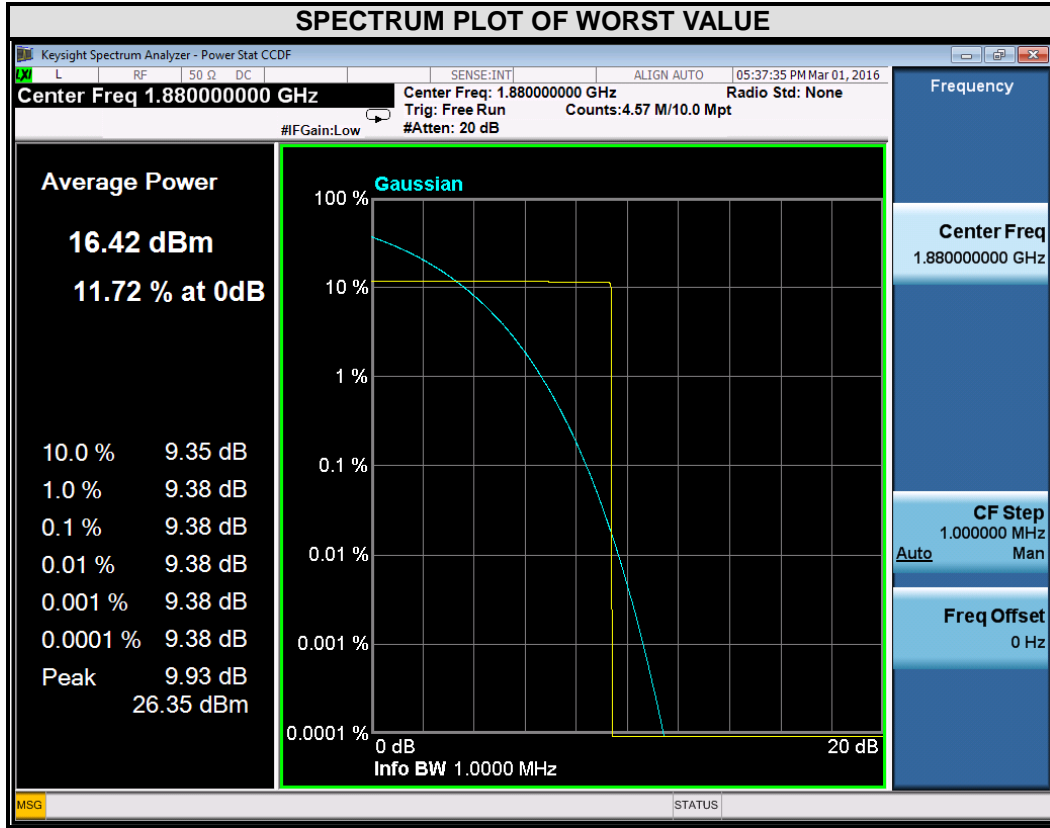 SPECTRUM PLOT OF WORST VALUE
Keysight Spectrum Analyzer - Power Stat CCDF
LXI L RF 50 Ω DC SENSE:INT ALIGN AUTO 05:37:35 PM Mar 01, 2016
Center Freq 1.880000000 GHz
Center Freq: 1.880000000 GHz Radio Std: None
Trig: Free Run Counts:4.57 M/10.0 Mpt
#IFGain:Low #Atten: 20 dB
Frequency
Average Power
16.42 dBm
11.72 % at 0dB
10.0 % 9.35 dB
1.0 % 9.38 dB
0.1 % 9.38 dB
0.01 % 9.38 dB
0.001 % 9.38 dB
0.0001 % 9.38 dB
Peak 9.93 dB
26.35 dBm
Gaussian
100 %
10 %
1 %
0.1 %
0.01 %
0.001 %
0.0001 %
0 dB 20 dB
Info BW 1.0000 MHz
Center Freq
1.880000000 GHz
CF Step
1.000000 MHz
Auto Man
Freq Offset
0 Hz
MSG STATUS